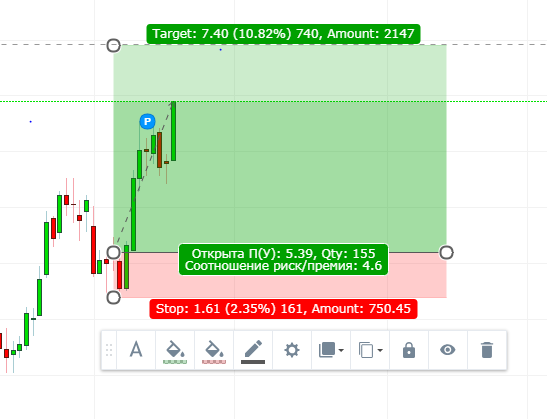 Target: 7.40 (10.82%) 740, Amount: 2147
P
Открыта П(У): 5.39, Qty: 155
Соотношение риск/премия: 4.6
Stop: 1.61 (2.35%) 161, Amount: 750.45
A